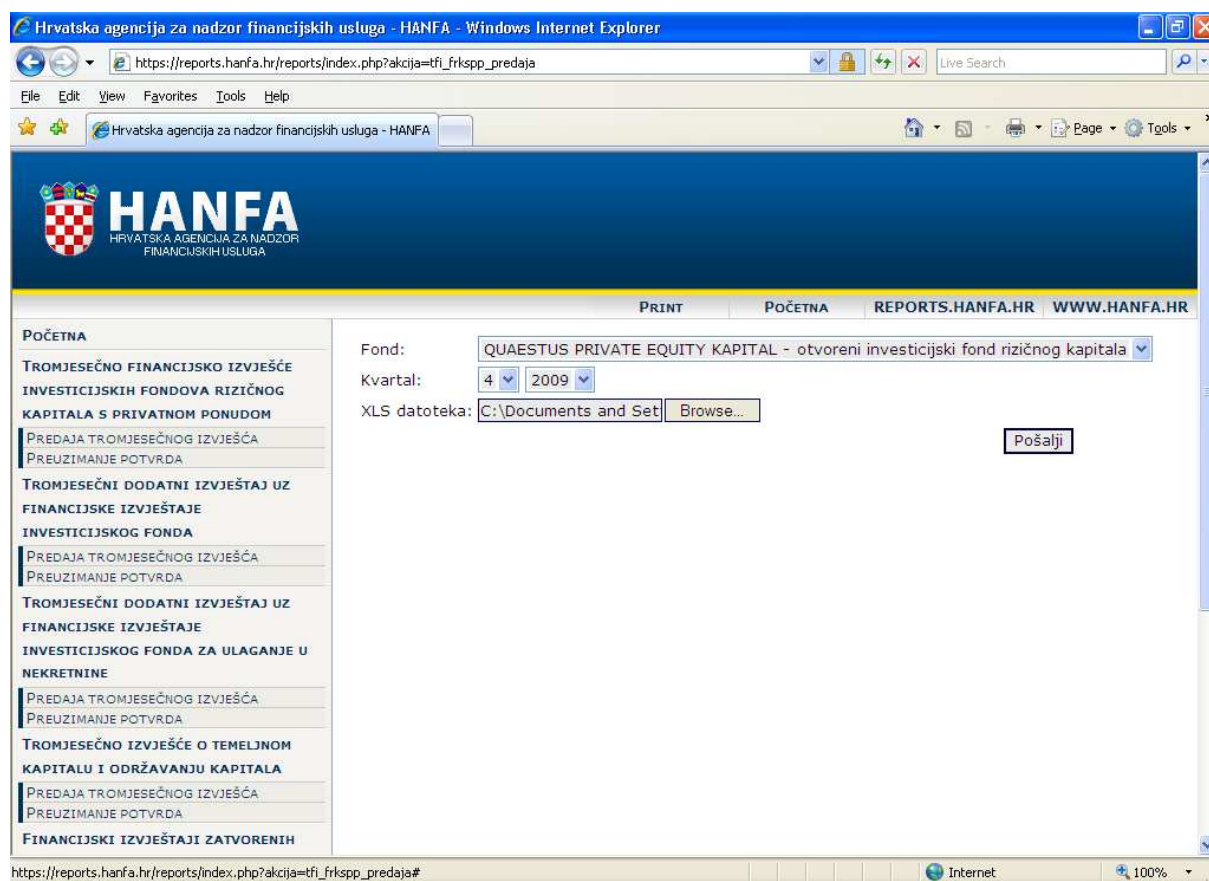 Hrvatska agencija za nadzor financijskih usluga - HANFA - Windows Internet Explorer
https://reports.hanfa.hr/reports/index.php?akcija=tfi_frkspp_predaja
Live Search
File Edit View Favorites Tools Help
Hrvatska agencija za nadzor financijskih usluga - HANFA
Page Tools
HANFA
HRVATSKA AGENCIJA ZA NADZOR
FINANCIJSKIH USLUGA
PRINT POČETNA REPORTS.HANFA.HR WWW.HANFA.HR
POČETNA
TROMJESEČNO FINANCIJSKO IZVJEŠĆE
INVESTICIJSKIH FONDOVA RIZIČNOG
KAPITALA S PRIVATNOM PONUDOM
PREDAJA TROMJESEČNOG IZVJEŠĆA
PREUZIMANJE POTVRDA
TROMJESEČNI DODATNI IZVJEŠTAJ UZ
FINANCIJSKE IZVJEŠTAJE
INVESTICIJSKOG FONDA
PREDAJA TROMJESEČNOG IZVJEŠĆA
PREUZIMANJE POTVRDA
TROMJESEČNI DODATNI IZVJEŠTAJ UZ
FINANCIJSKE IZVJEŠTAJE
INVESTICIJSKOG FONDA ZA ULAGANJE U
NEKRETNINE
PREDAJA TROMJESEČNOG IZVJEŠĆA
PREUZIMANJE POTVRDA
TROMJESEČNO IZVJEŠĆE O TEMELJNOM
KAPITALU I ODRŽAVANJU KAPITALA
PREDAJA TROMJESEČNOG IZVJEŠĆA
PREUZIMANJE POTVRDA
FINANCIJSKI IZVJEŠTAJI ZATVORENIH
Fond: QUAESTUS PRIVATE EQUITY KAPITAL - otvoreni investicijski fond rizičnog kapitala
Kvartal: 4 2009
XLS datoteka: C:\Documents and Set Browse...
Pošalji
https://reports.hanfa.hr/reports/index.php?akcija=tfi_frkspp_predaja# Internet 100%